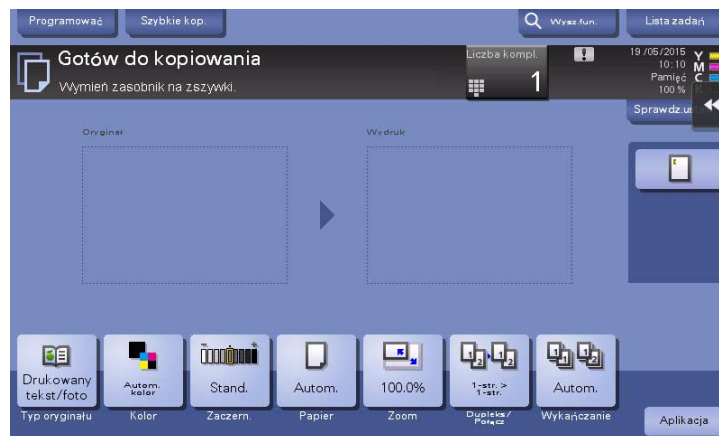 Programować
Szybkie kop.
Wysz.fun.
Lista zadań
Gotów do kopiowania
Wymień zasobnik na zszywki.
Liczba kompl.
1
19/05/2015
10:10
Pamięć
100 %
Y
M
C
K
Sprawdz.us
Oryginał
Wydruk
Drukowany
tekst/foto
Typ oryginału
Autom.
kolor
Kolor
Stand.
Zaczern.
Autom.
Papier
100.0%
Zoom
1-str. >
1-str.
Dupleks/
Połącz
Autom.
Wykańczanie
Aplikacja